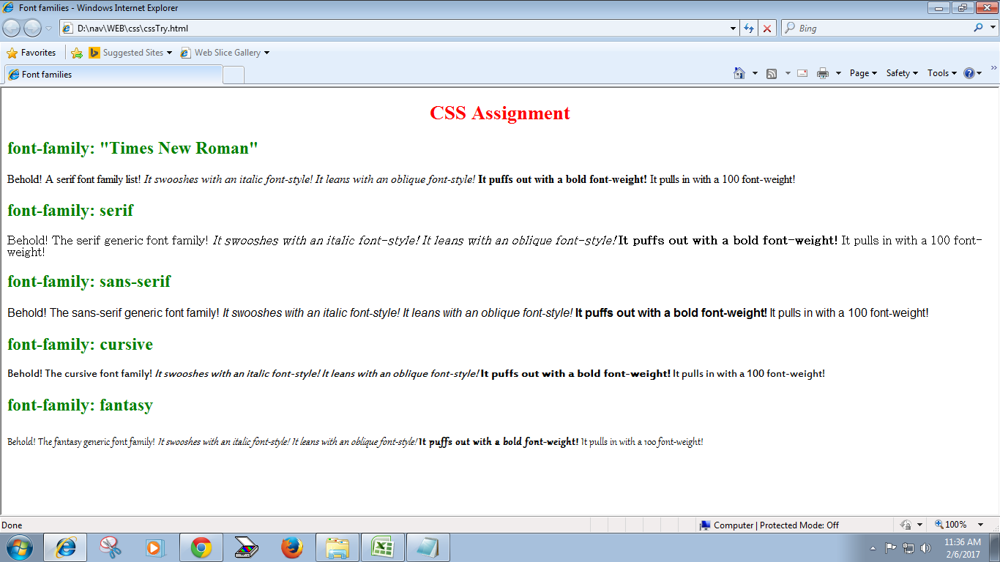 Font families - Windows Internet Explorer
D:\nav\WEB\css\cssTry.html
Bing
Favorites
Suggested Sites
Web Slice Gallery
Font families
Page
Safety
Tools
CSS Assignment
font-family: "Times New Roman"
Behold! A serif font family list! It swooshes with an italic font-style! It leans with an oblique font-style! It puffs out with a bold font-weight! It pulls in with a 100 font-weight!
font-family: serif
Behold! The serif generic font family! It swooshes with an italic font-style! It leans with an oblique font-style! It puffs out with a bold font-weight! It pulls in with a 100 font-
weight!
font-family: sans-serif
Behold! The sans-serif generic font family! It swooshes with an italic font-style! It leans with an oblique font-style! It puffs out with a bold font-weight! It pulls in with a 100 font-weight!
font-family: cursive
Behold! The cursive font family! It swooshes with an italic font-style! It leans with an oblique font-style! It puffs out with a bold font-weight! It pulls in with a 100 font-weight!
font-family: fantasy
Behold! The fantasy generic font family! It swooshes with an italic font-style! It leans with an oblique font-style! It puffs out with a bold font-weight! It pulls in with a 100 font-weight!
Done
Computer | Protected Mode: Off
100%
11:36 AM
2/6/2017